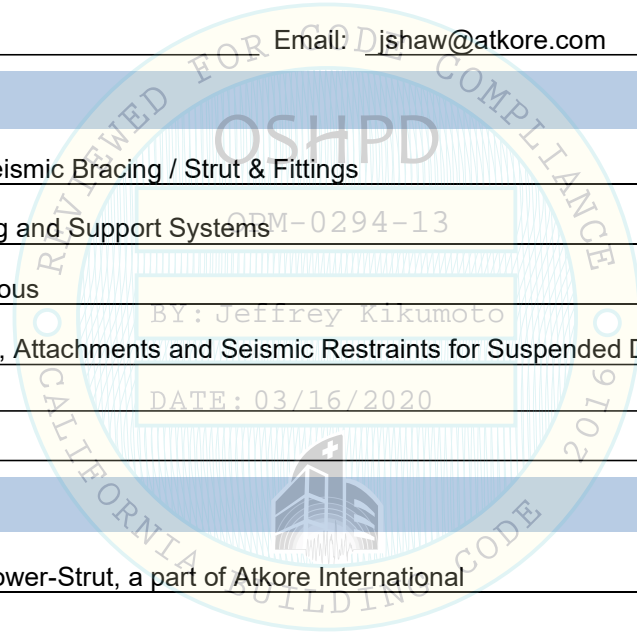 Email: jshaw@atkore.com
REVIEWED FOR CODE COMPLIANCE
OSHPD
eismic Bracing / Strut & Fittings
g and Support Systems
OPM-0294-13
ous
BY: Jeffrey Kikumoto
, Attachments and Seismic Restraints for Suspended D
DATE: 03/16/2020
ower-Strut, a part of Atkore International
CALIFORNIA BUILDING CODE 2016